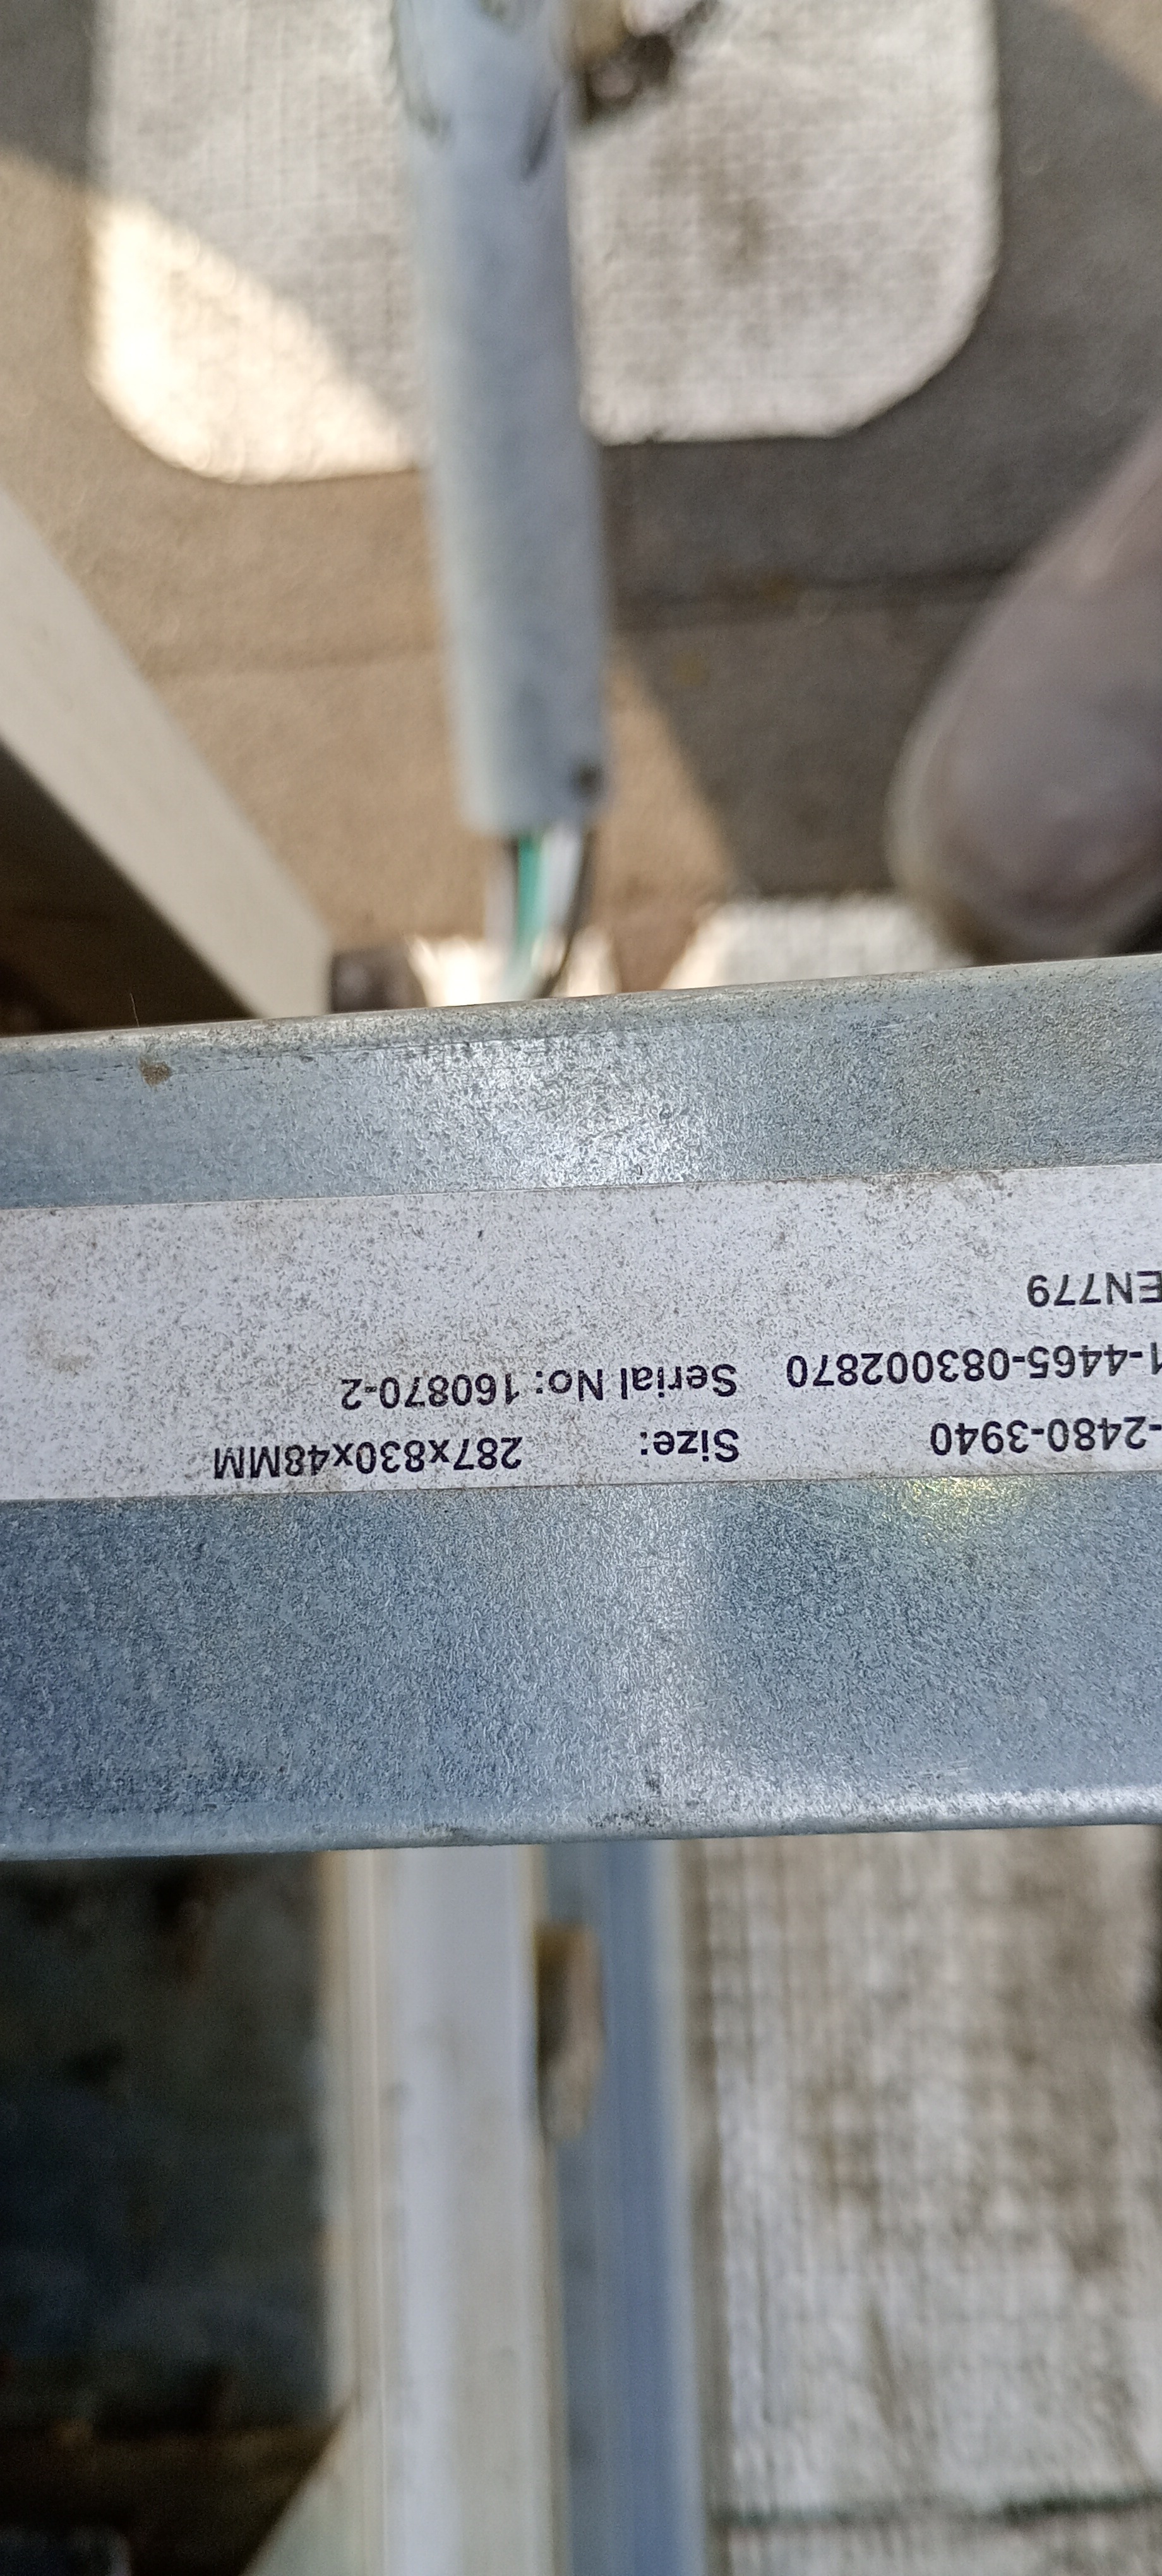 -2480-3940 Size: 287x830x48MM
1-4465-083002870 Serial No: 160870-2
EN779